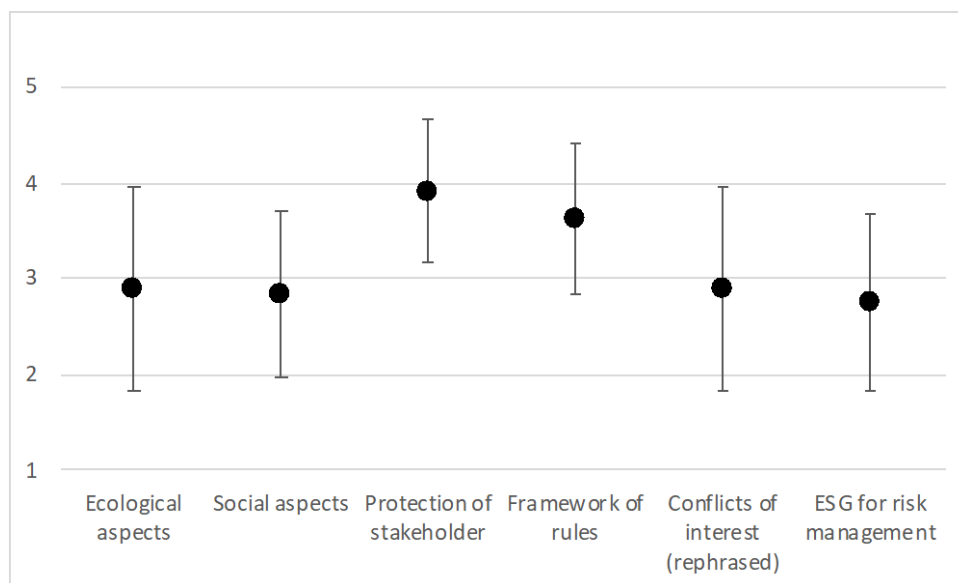 5
4
3
2
1
Ecological
aspects
Social aspects
Protection of
stakeholder
Framework of
rules
Conflicts of
interest
(rephrased)
ESG for risk
management